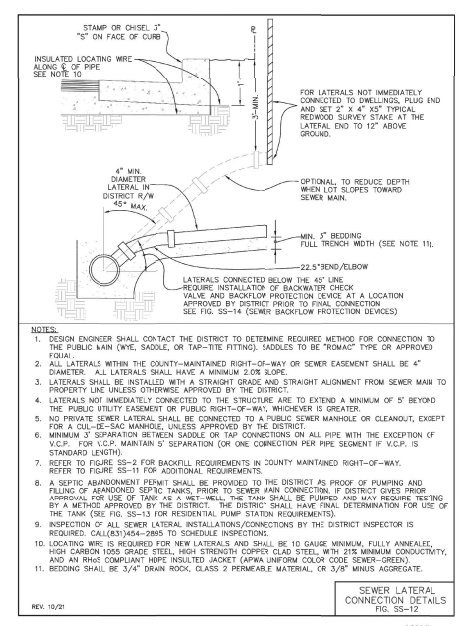 STAMP OR CHISEL 3"
"S" ON FACE OF CURB
INSULATED LOCATING WIRE
ALONG ℄ OF PIPE
SEE NOTE 10
1"
3'-MIN.
FOR LATERALS NOT IMMEDIATELY
CONNECTED TO DWELLINGS, PLUG END
AND SET 2" X 4" X5" TYPICAL
REDWOOD SURVEY STAKE AT THE
LATERAL END TO 12" ABOVE
GROUND.
4" MIN.
DIAMETER
LATERAL IN
DISTRICT R/W
45° MAX.
OPTIONAL, TO REDUCE DEPTH
WHEN LOT SLOPES TOWARD
SEWER MAIN.
MIN. 3" BEDDING
FULL TRENCH WIDTH (SEE NOTE 11).
22.5°BEND/ELBOW
LATERALS CONNECTED BELOW THE 45° LINE
REQUIRE INSTALLATION OF BACKWATER CHECK
VALVE AND BACKFLOW PROTECTION DEVICE AT A LOCATION
APPROVED BY DISTRICT PRIOR TO FINAL CONNECTION
SEE FIG. SS-14 (SEWER BACKFLOW PROTECTION DEVICES)
NOTES:
1. DESIGN ENGINEER SHALL CONTACT THE DISTRICT TO DETERMINE REQUIRED METHOD FOR CONNECTION TO
THE PUBLIC MAIN (WYE, SADDLE, OR TAP-TITE FITTING). SADDLES TO BE "ROMAC" TYPE OR APPROVED
EQUAL.
2. ALL LATERALS WITHIN THE COUNTY-MAINTAINED RIGHT-OF-WAY OR SEWER EASEMENT SHALL BE 4"
DIAMETER. ALL LATERALS SHALL HAVE A MINIMUM 2.0% SLOPE.
3. LATERALS SHALL BE INSTALLED WITH A STRAIGHT GRADE AND STRAIGHT ALIGNMENT FROM SEWER MAIN TO
PROPERTY LINE UNLESS OTHERWISE APPROVED BY THE DISTRICT.
4. LATERALS NOT IMMEDIATELY CONNECTED TO THE STRUCTURE ARE TO EXTEND A MINIMUM OF 5' BEYOND
THE PUBLIC UTILITY EASEMENT OR PUBLIC RIGHT-OF-WAY, WHICHEVER IS GREATER.
5. NO PRIVATE SEWER LATERAL SHALL BE CONNECTED TO A PUBLIC SEWER MANHOLE OR CLEANOUT, EXCEPT
FOR A CUL-DE-SAC MANHOLE, UNLESS APPROVED BY THE DISTRICT.
6. MINIMUM 3' SEPARATION BETWEEN SADDLE OR TAP CONNECTIONS ON ALL PIPE WITH THE EXCEPTION OF
V.C.P. FOR V.C.P. MAINTAIN 5' SEPARATION (OR ONE CONNECTION PER PIPE SEGMENT IF V.C.P. IS
STANDARD LENGTH).
7. REFER TO FIGURE SS-2 FOR BACKFILL REQUIREMENTS IN COUNTY MAINTAINED RIGHT-OF-WAY.
REFER TO FIGURE SS-11 FOR ADDITIONAL REQUIREMENTS.
8. A SEPTIC ABANDONMENT PERMIT SHALL BE PROVIDED TO THE DISTRICT AS PROOF OF PUMPING AND
FILLING OF ABANDONED SEPTIC TANKS, PRIOR TO SEWER MAIN CONNECTION. IF DISTRICT GIVES PRIOR
APPROVAL FOR USE OF TANK AS A WET-WELL, THE TANK SHALL BE PUMPED AND MAY REQUIRE TESTING
BY A METHOD APPROVED BY THE DISTRICT. THE DISTRICT SHALL HAVE FINAL DETERMINATION FOR USE OF
THE TANK (SEE FIG. SS-13 FOR RESIDENTIAL PUMP STATION REQUIREMENTS).
9. INSPECTION OF ALL SEWER LATERAL INSTALLATIONS/CONNECTIONS BY THE DISTRICT INSPECTOR IS
REQUIRED. CALL(831)454-2895 TO SCHEDULE INSPECTIONS.
10. LOCATING WIRE IS REQUIRED FOR NEW LATERALS AND SHALL BE 10 GAUGE MINIMUM, FULLY ANNEALED,
HIGH CARBON 1055 GRADE STEEL, HIGH STRENGTH COPPER CLAD STEEL, WITH 21% MINIMUM CONDUCTIVITY,
AND AN RHoS COMPLIANT HDPE INSULATED JACKET (APWA UNIFORM COLOR CODE SEWER-GREEN).
11. BEDDING SHALL BE 3/4" DRAIN ROCK, CLASS 2 PERMEABLE MATERIAL, OR 3/8" MINUS AGGREGATE.
SEWER LATERAL
CONNECTION DETAILS
FIG. SS-12
REV. 10/21